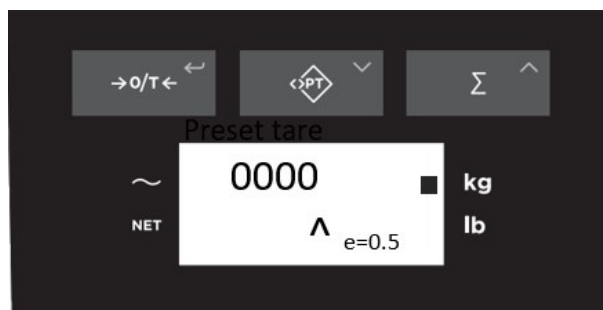 →0/T← <>PT Σ
Preset tare
~ 0000 kg
NET ^ e=0.5 lb